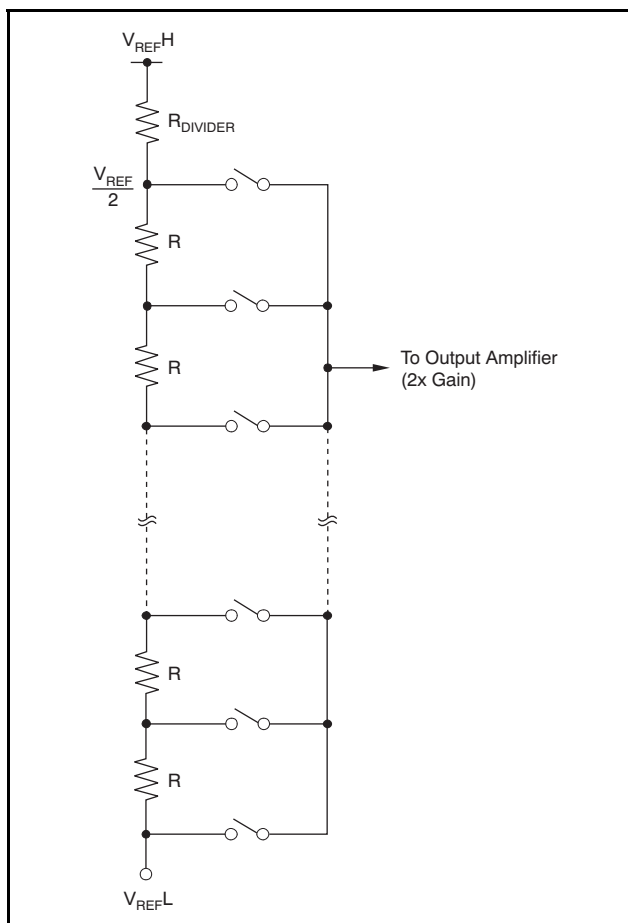 VREFH
RDIVIDER
VREF
2
R
R
To Output Amplifier
(2x Gain)
R
R
VREFL